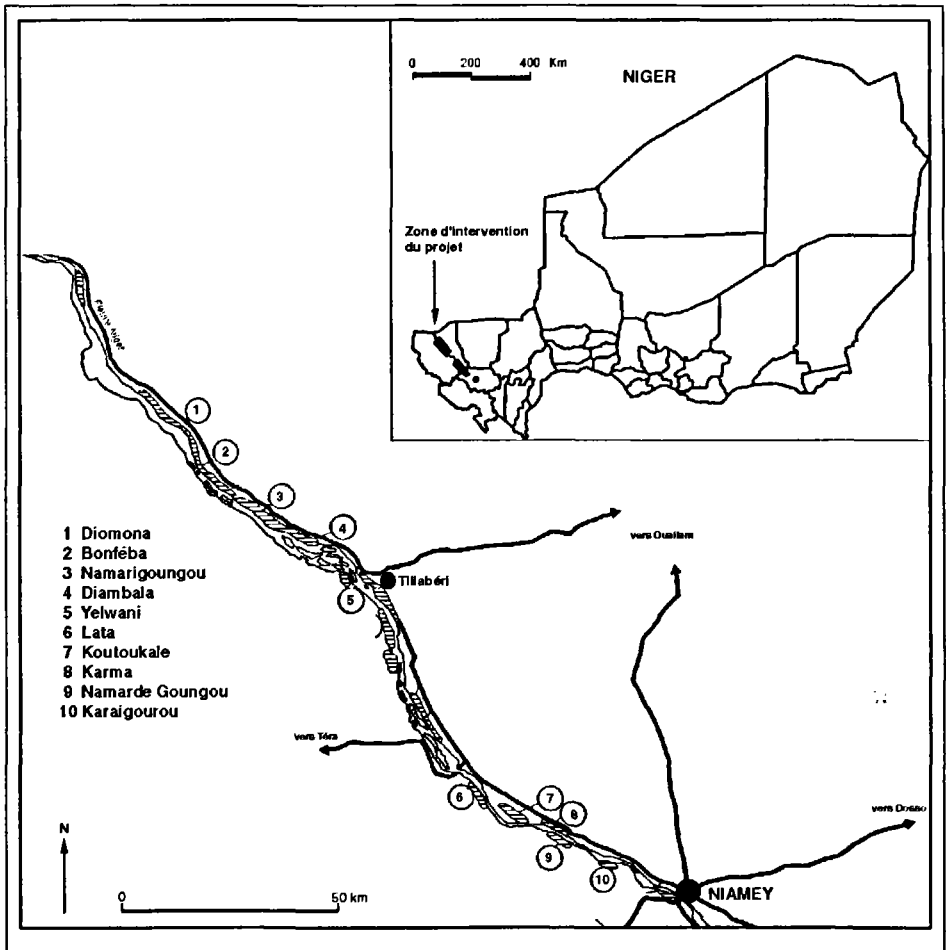 0 200 400 Km
NIGER
Zone d'intervention
du projet
Fleuve Niger
1
2
3
4
5
1 Diomona
2 Bonféba
3 Namarigoungou
4 Diambala
5 Yelwani
6 Lata
7 Koutoukale
8 Karma
9 Namarde Goungou
10 Karaigourou
vers Ouallam
Tillabéri
vers Téra
6
7
8
9
10
vers Dosso
NIAMEY
N
0 50 km